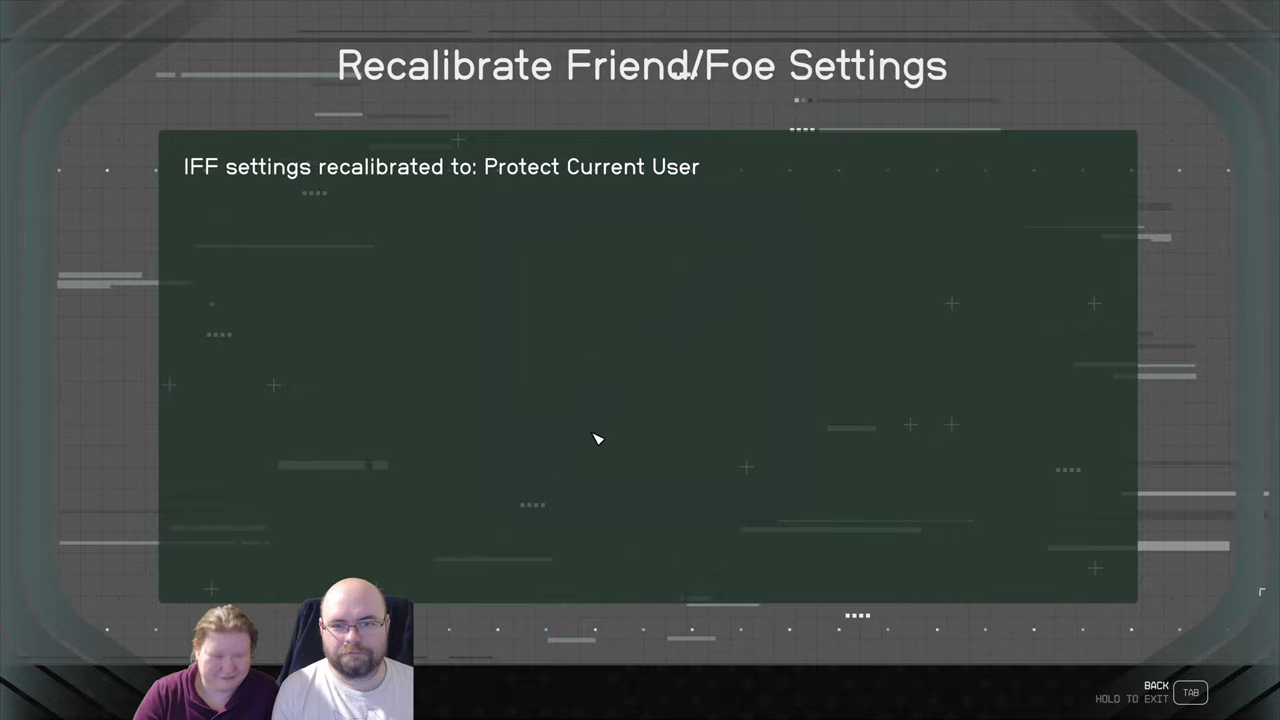 Recalibrate Friend/Foe Settings
IFF settings recalibrated to: Protect Current User
BACK
HOLD TO EXIT
TAB